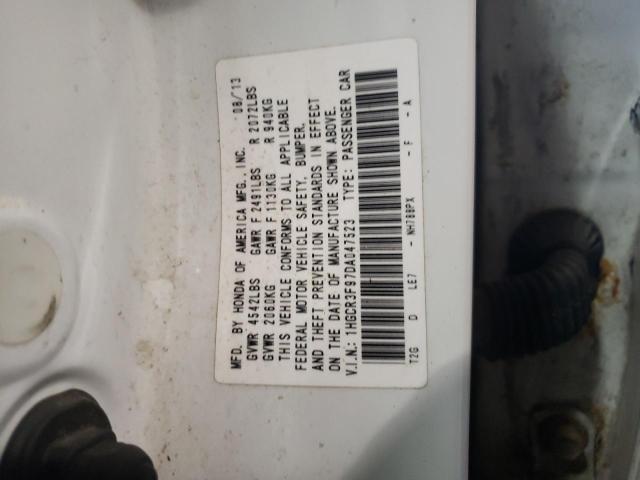 MFD. BY HONDA OF AMERICA MFG., INC. 08/13
GVWR 4542LBS GAWR F 2491LBS R 2072LBS
GVWR 2060KG GAWR F 1130KG R 940KG
THIS VEHICLE CONFORMS TO ALL APPLICABLE
FEDERAL MOTOR VEHICLE SAFETY, BUMPER,
AND THEFT PREVENTION STANDARDS IN EFFECT
ON THE DATE OF MANUFACTURE SHOWN ABOVE.
V.I.N.: 1HGCR3F97DA047523 TYPE: PASSENGER CAR
T2G D LE7 - NH788PX - F - A